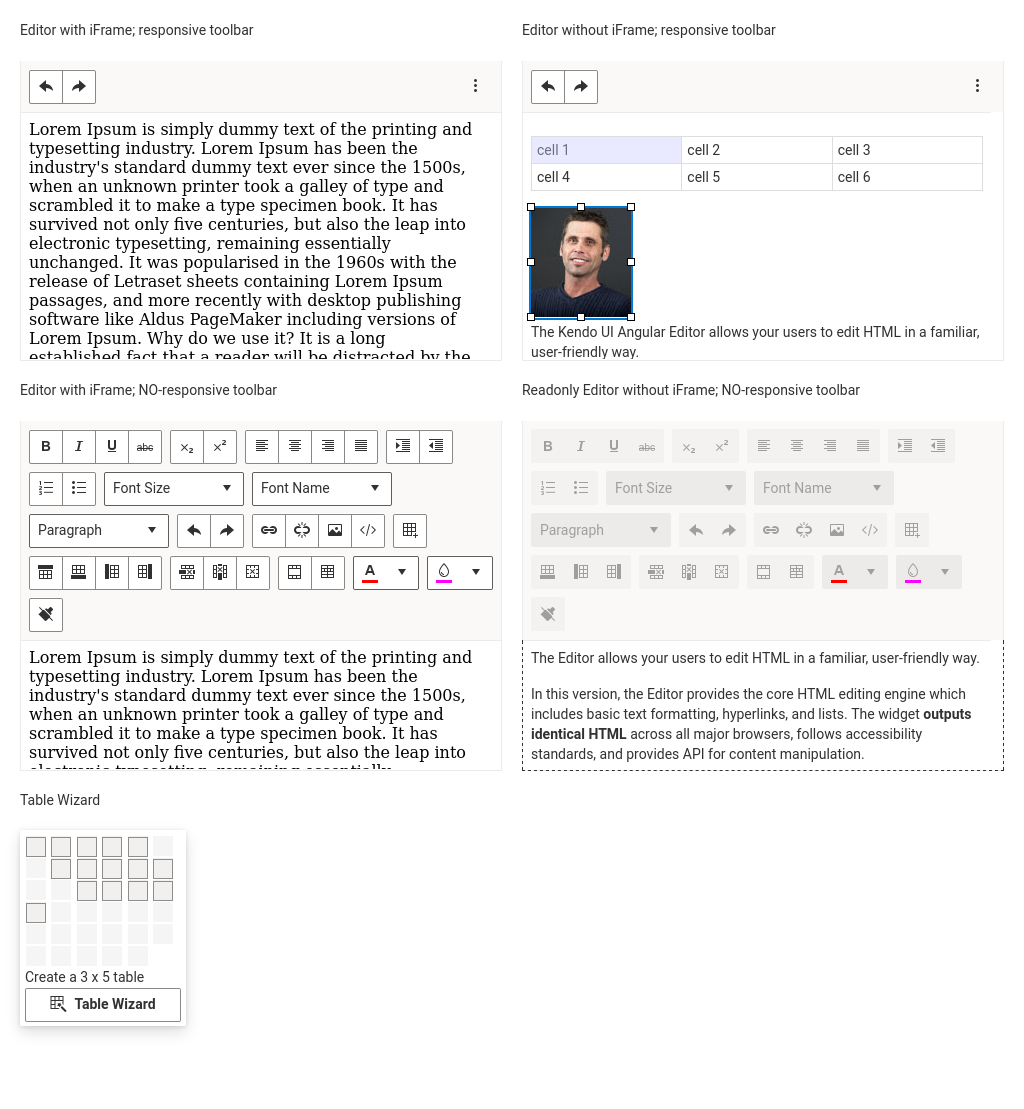 Editor with iFrame; responsive toolbar
Lorem Ipsum is simply dummy text of the printing and
typesetting industry. Lorem Ipsum has been the
industry's standard dummy text ever since the 1500s,
when an unknown printer took a galley of type and
scrambled it to make a type specimen book. It has
survived not only five centuries, but also the leap into
electronic typesetting, remaining essentially
unchanged. It was popularised in the 1960s with the
release of Letraset sheets containing Lorem Ipsum
passages, and more recently with desktop publishing
software like Aldus PageMaker including versions of
Lorem Ipsum. Why do we use it? It is a long
established fact that a reader will be distracted by the
Editor without iFrame; responsive toolbar
cell 1 cell 2 cell 3
cell 4 cell 5 cell 6
The Kendo UI Angular Editor allows your users to edit HTML in a familiar,
user-friendly way.
Editor with iFrame; NO-responsive toolbar
B I U abc x₂ x²
Font Size Font Name
Paragraph
A
Lorem Ipsum is simply dummy text of the printing and
typesetting industry. Lorem Ipsum has been the
industry's standard dummy text ever since the 1500s,
when an unknown printer took a galley of type and
scrambled it to make a type specimen book. It has
survived not only five centuries, but also the leap into
electronic typesetting, remaining essentially
Readonly Editor without iFrame; NO-responsive toolbar
B I U abc x₂ x²
Font Size Font Name
Paragraph
A
The Editor allows your users to edit HTML in a familiar, user-friendly way.
In this version, the Editor provides the core HTML editing engine which
includes basic text formatting, hyperlinks, and lists. The widget outputs
identical HTML across all major browsers, follows accessibility
standards, and provides API for content manipulation.
Table Wizard
Create a 3 x 5 table
Table Wizard